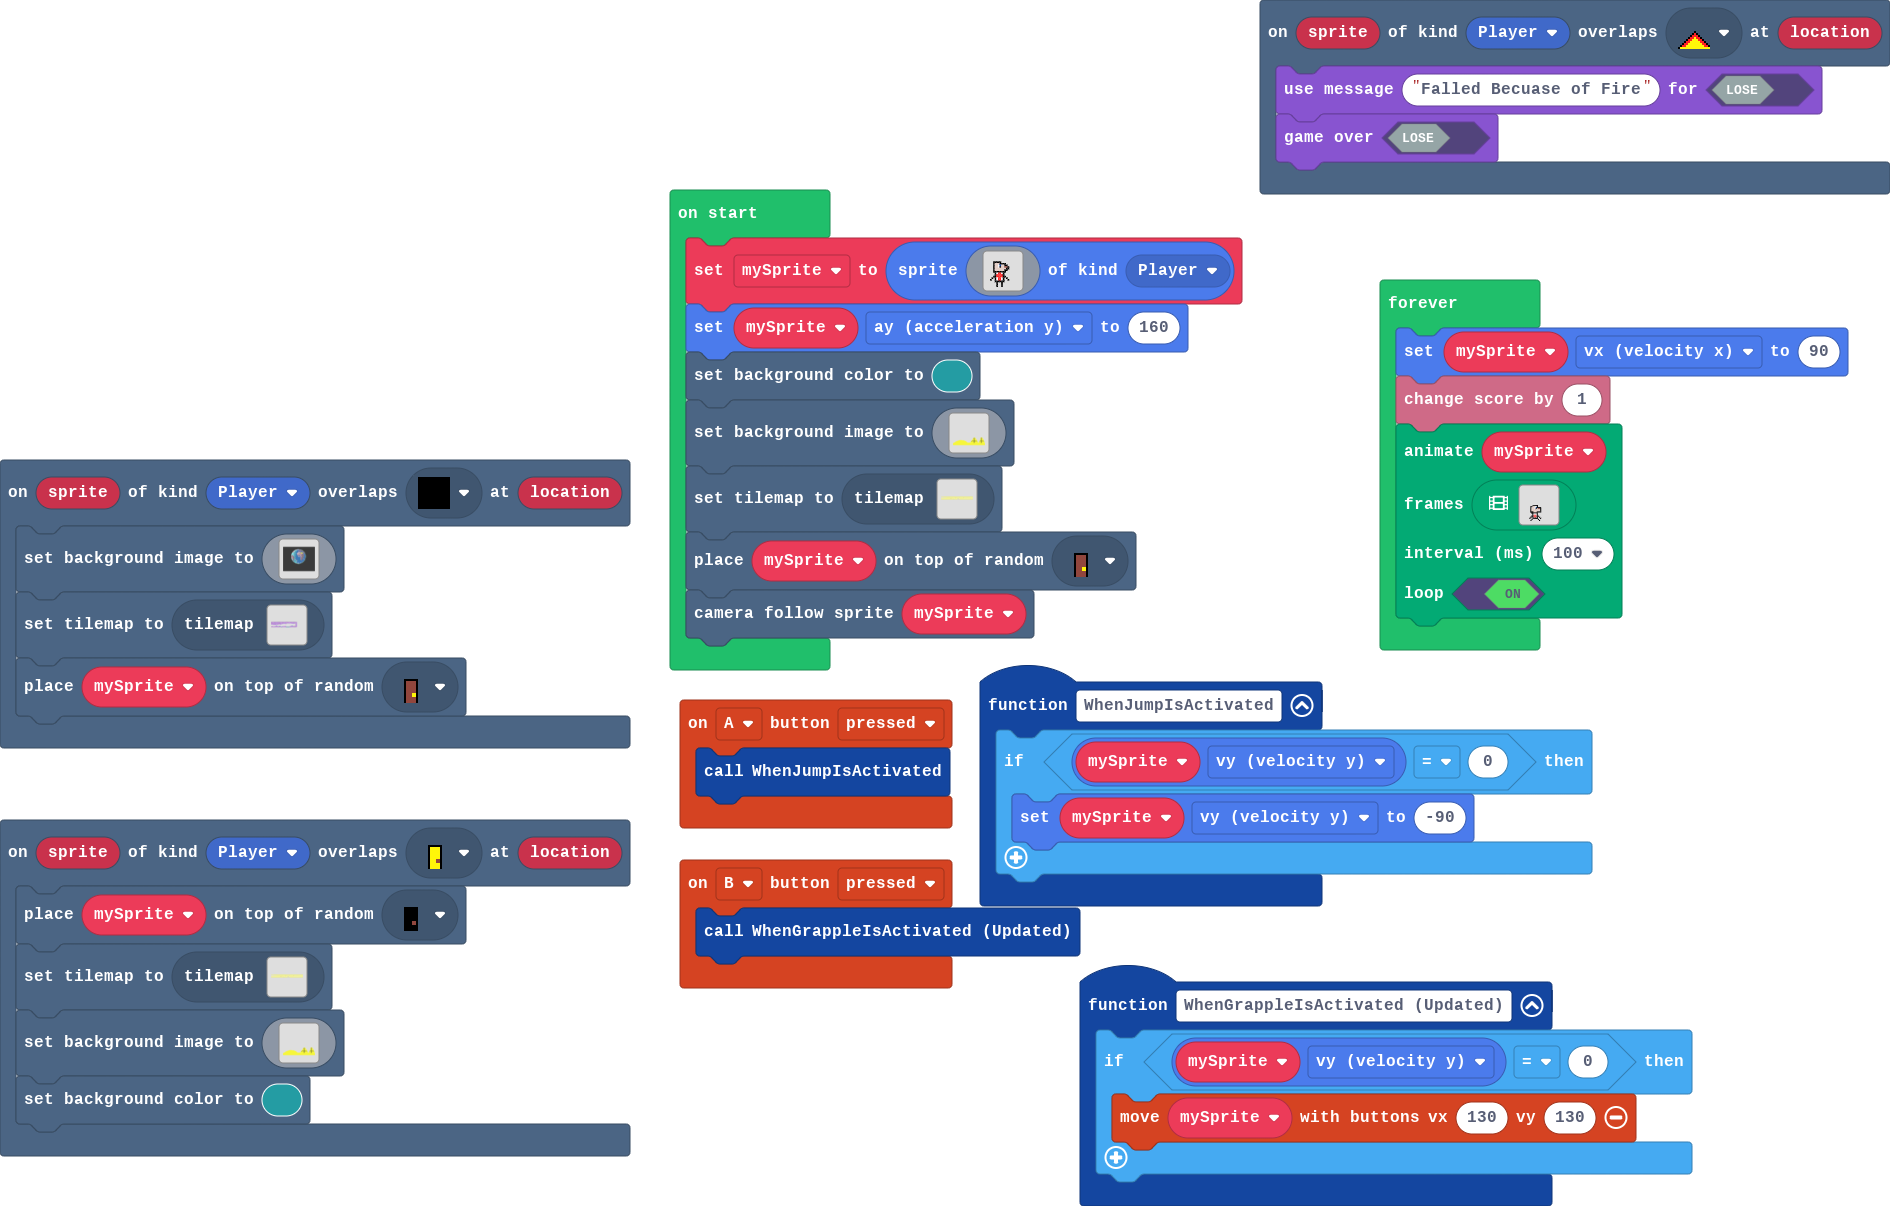 on sprite of kind Player overlaps at location
use message "Falled Becuase of Fire" for LOSE
game over LOSE
on start
set mySprite to sprite of kind Player
set mySprite ay (acceleration y) to 160
set background color to
set background image to
set tilemap to tilemap
place mySprite on top of random
camera follow sprite mySprite
forever
set mySprite vx (velocity x) to 90
change score by 1
animate mySprite
frames
interval (ms) 100
loop ON
on sprite of kind Player overlaps at location
set background image to
set tilemap to tilemap
place mySprite on top of random
on A button pressed
call WhenJumpIsActivated
function WhenJumpIsActivated
if mySprite vy (velocity y) = 0 then
set mySprite vy (velocity y) to -90
on sprite of kind Player overlaps at location
place mySprite on top of random
set tilemap to tilemap
set background image to
set background color to
on B button pressed
call WhenGrappleIsActivated (Updated)
function WhenGrappleIsActivated (Updated)
if mySprite vy (velocity y) = 0 then
move mySprite with buttons vx 130 vy 130